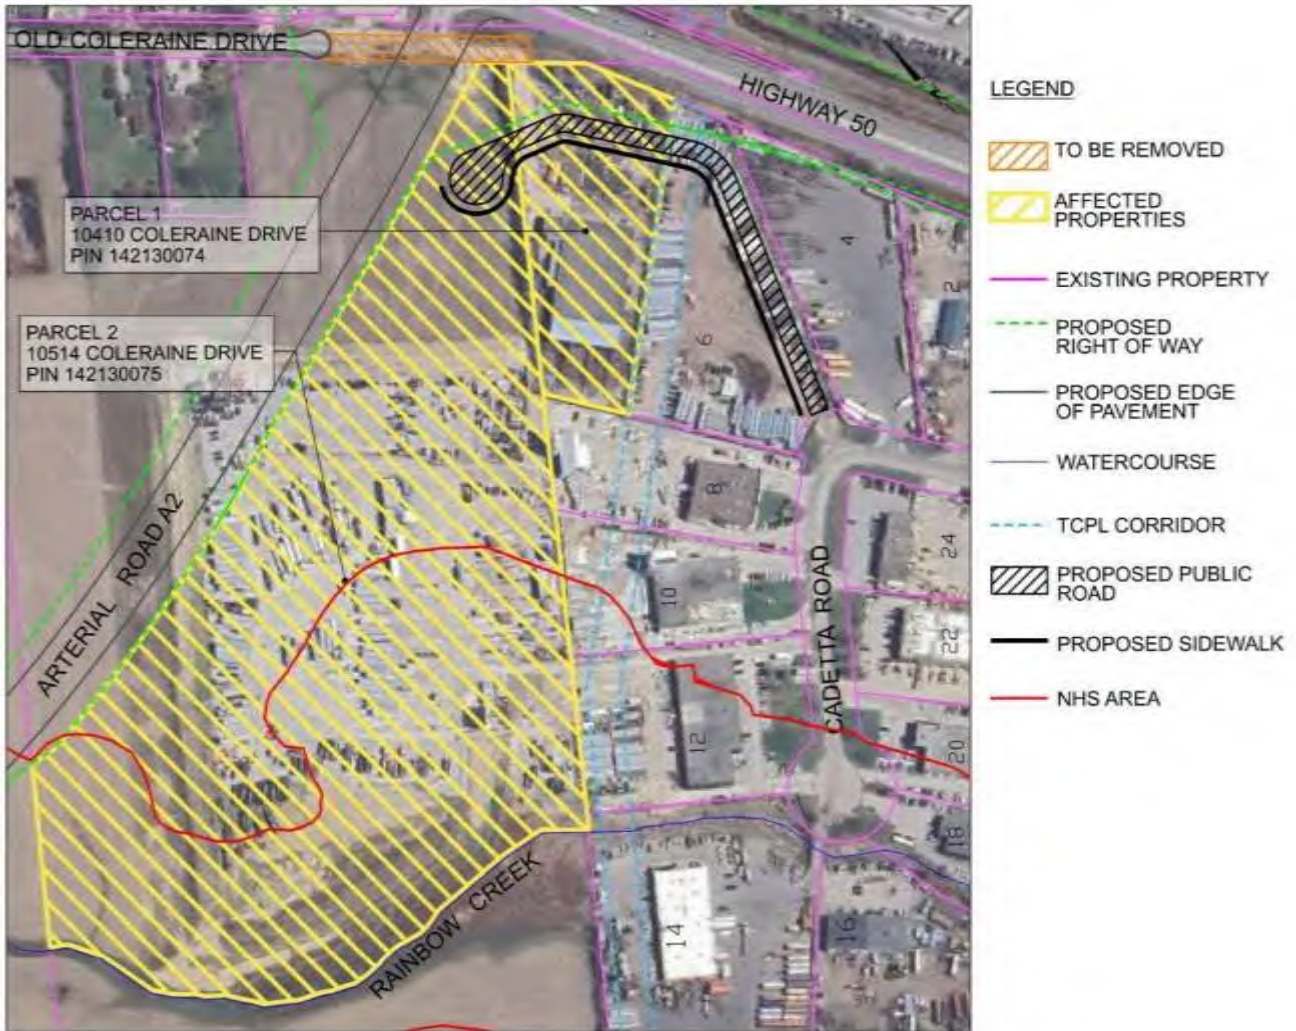 OLD COLERAINE DRIVE
HIGHWAY 50
PARCEL 1
10410 COLERAINE DRIVE
PIN 142130074
PARCEL 2
10514 COLERAINE DRIVE
PIN 142130075
ARTERIAL ROAD A2
CADETTA ROAD
RAINBOW CREEK
4
2
6
8
10
12
14
16
18
20
22
24
LEGEND
TO BE REMOVED
AFFECTED
PROPERTIES
EXISTING PROPERTY
PROPOSED
RIGHT OF WAY
PROPOSED EDGE
OF PAVEMENT
WATERCOURSE
TCPL CORRIDOR
PROPOSED PUBLIC
ROAD
PROPOSED SIDEWALK
NHS AREA